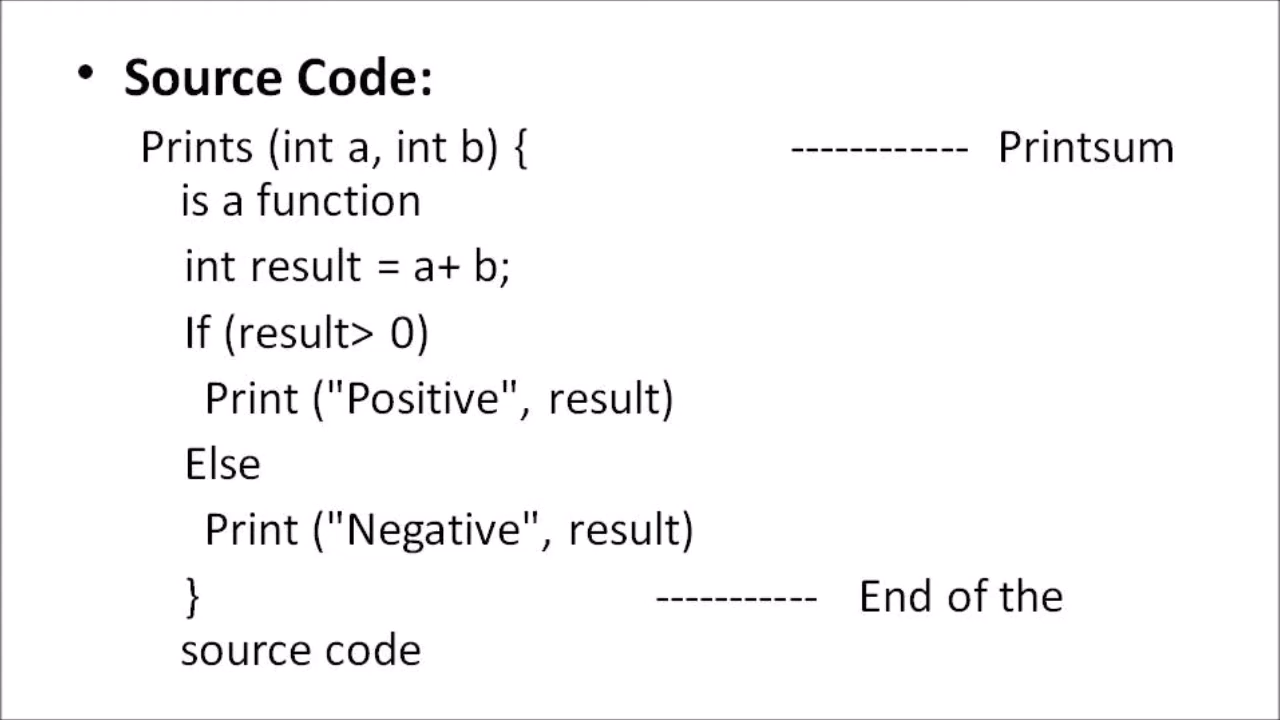 • Source Code:
Prints (int a, int b) { ------------ Printsum
is a function
int result = a+ b;
If (result> 0)
Print ("Positive", result)
Else
Print ("Negative", result)
} ----------- End of the
source code